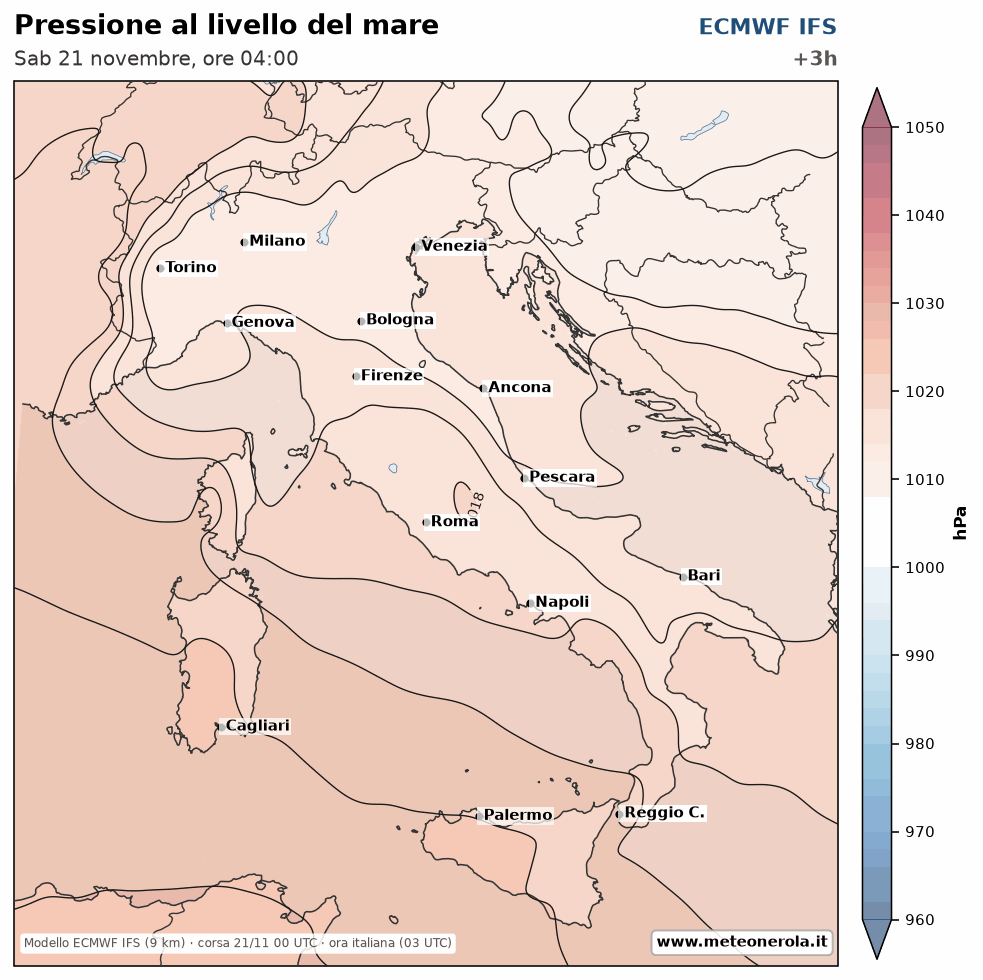 Pressione al livello del mare
ECMWF IFS
Sab 21 novembre, ore 04:00
+3h
1050
1040
1030
1020
1010
1000
990
980
970
960
hPa
Milano
Venezia
Torino
Genova
Bologna
Firenze
Ancona
Pescara
018
Roma
Bari
Napoli
Cagliari
Palermo
Reggio C.
Modello ECMWF IFS (9 km) · corsa 21/11 00 UTC · ora italiana (03 UTC)
www.meteonerola.it